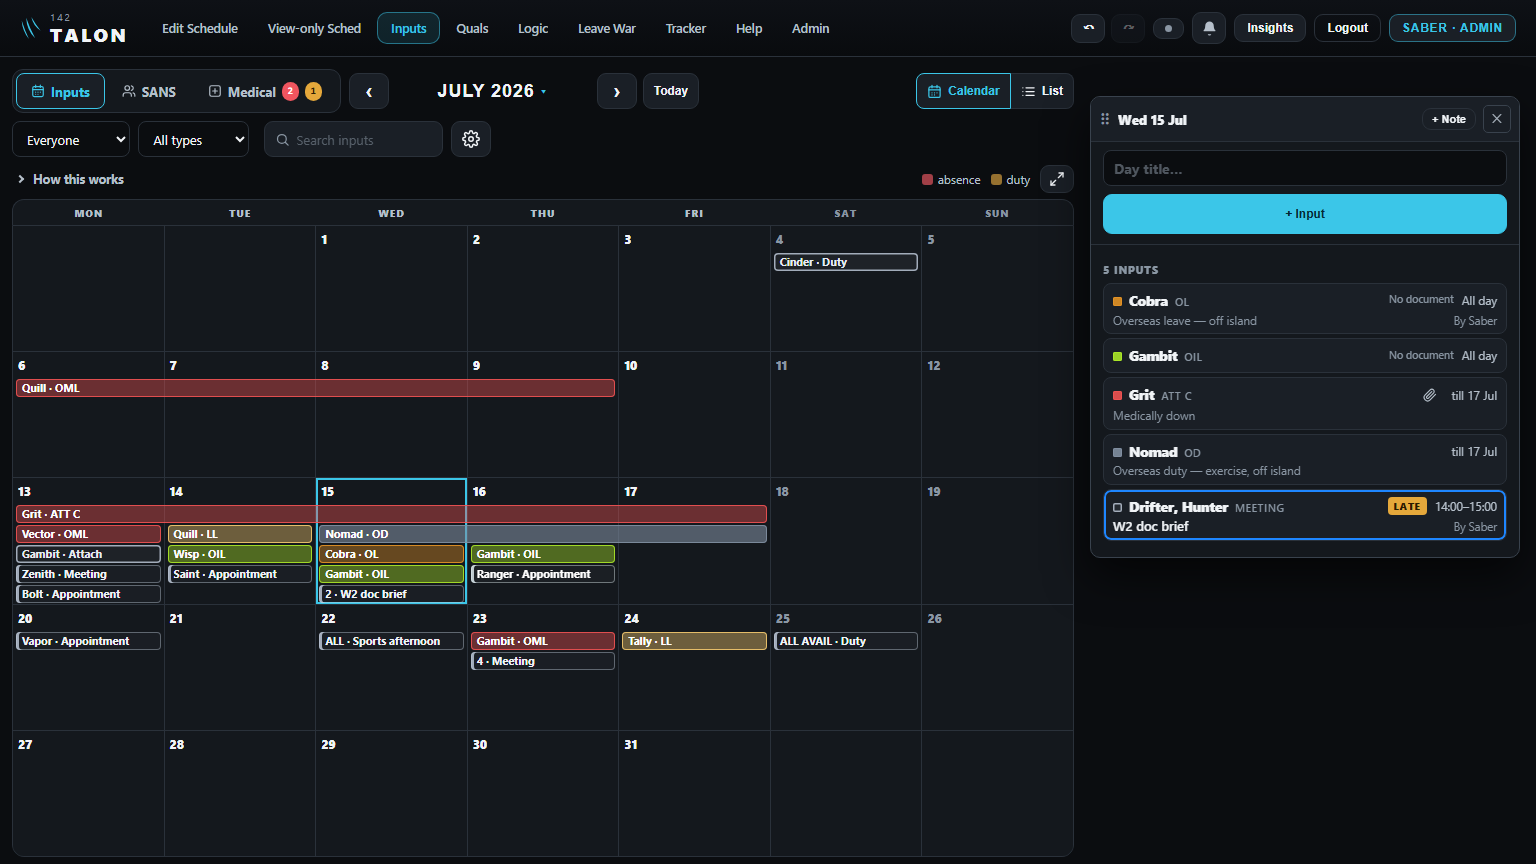 142
TALON
Edit Schedule
View-only Sched
Inputs
Quals
Logic
Leave War
Tracker
Help
Admin
Insights
Logout
SABER · ADMIN
Inputs
SANS
Medical 2 1
JULY 2026
Today
Calendar
List
Everyone
All types
Search inputs
How this works
absence
duty
MON TUE WED THU FRI SAT SUN
1 2 3 4 5
Cinder · Duty
6 7 8 9 10 11 12
Quill · OML
13 14 15 16 17 18 19
Grit · ATT C
Vector · OML
Quill · LL
Nomad · OD
Gambit · Attach
Wisp · OIL
Cobra · OL
Gambit · OIL
Zenith · Meeting
Saint · Appointment
Gambit · OIL
Ranger · Appointment
Bolt · Appointment
2 · W2 doc brief
20 21 22 23 24 25 26
Vapor · Appointment
ALL · Sports afternoon
Gambit · OML
Tally · LL
ALL AVAIL · Duty
4 · Meeting
27 28 29 30 31
Wed 15 Jul
+ Note
Day title...
+ Input
5 INPUTS
Cobra OL No document All day
Overseas leave — off island By Saber
Gambit OIL No document All day
Grit ATT C till 17 Jul
Medically down
Nomad OD till 17 Jul
Overseas duty — exercise, off island
Drifter, Hunter MEETING LATE 14:00–15:00
W2 doc brief By Saber